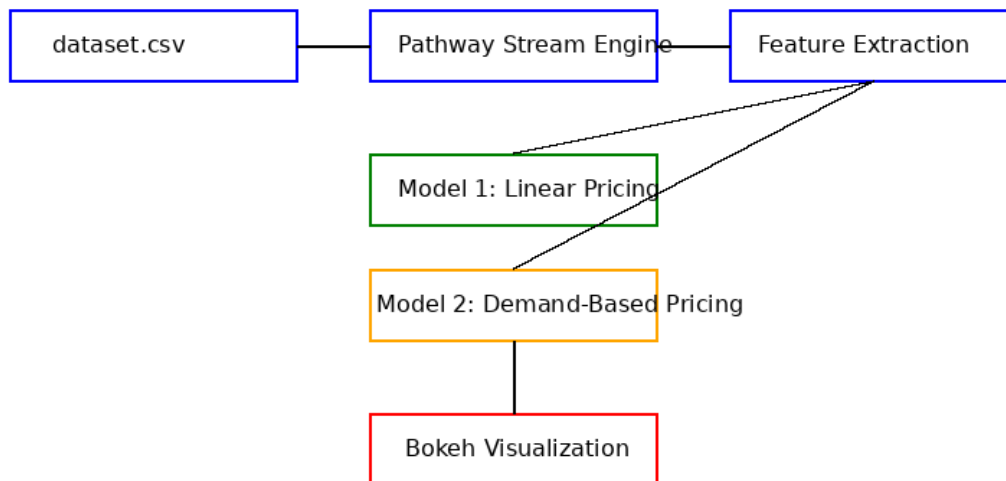 dataset.csv
Pathway Stream Engine
Feature Extraction
Model 1: Linear Pricing
Model 2: Demand-Based Pricing
Bokeh Visualization